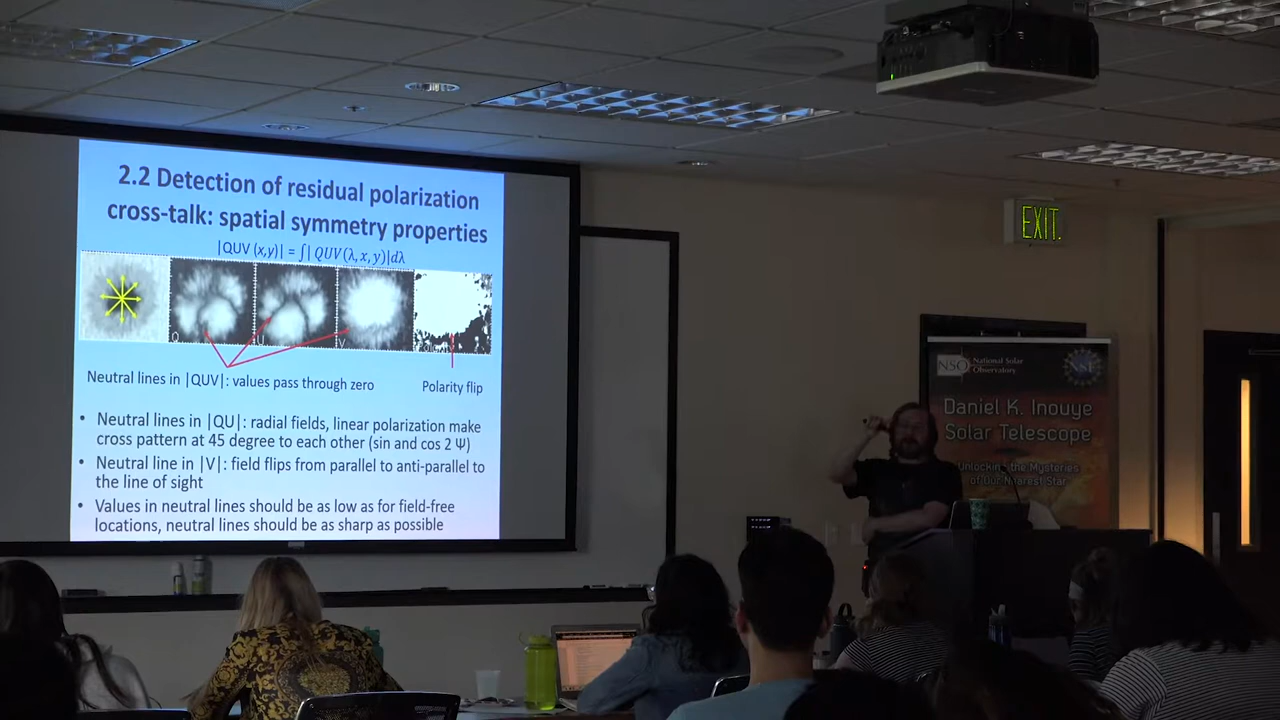 2.2 Detection of residual polarization
cross-talk: spatial symmetry properties
|QUV (x,y)| = ∫| QUV(λ,x,y)|dλ
Q
U
V
Neutral lines in |QUV|: values pass through zero
Polarity flip
• Neutral lines in |QU|: radial fields, linear polarization make
cross pattern at 45 degree to each other (sin and cos 2 Ψ)
• Neutral line in |V|: field flips from parallel to anti-parallel to
the line of sight
• Values in neutral lines should be as low as for field-free
locations, neutral lines should be as sharp as possible
EXIT
NSO
National Solar
Observatory
NSF
Daniel K. Inouye
Solar Telescope
Unlocking the Mysteries
of Our Nearest Star